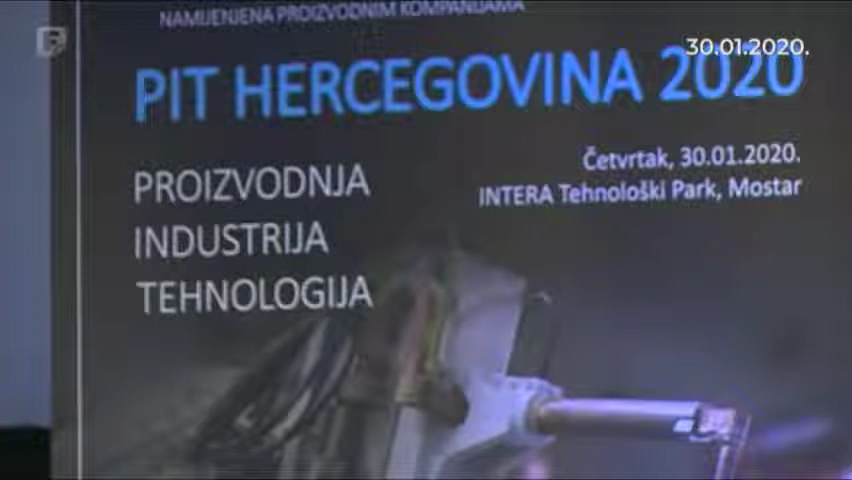 NAMIJENJENA PROIZVODNIM KOMPANIJAMA
30.01.2020.
PIT HERCEGOVINA 2020
Četvrtak, 30.01.2020.
INTERA Tehnološki Park, Mostar
PROIZVODNJA
INDUSTRIJA
TEHNOLOGIJA